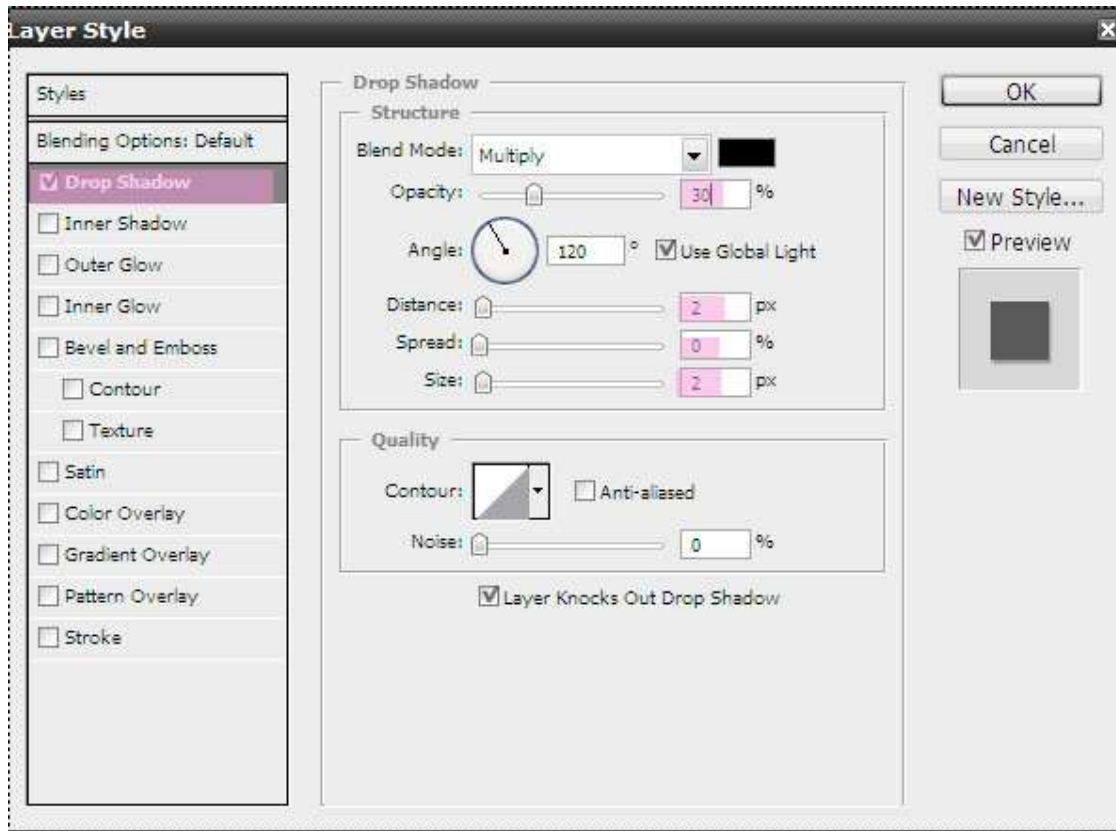 Layer Style
Styles
Blending Options: Default
Drop Shadow
Inner Shadow
Outer Glow
Inner Glow
Bevel and Emboss
Contour
Texture
Satin
Color Overlay
Gradient Overlay
Pattern Overlay
Stroke
Drop Shadow
Structure
Blend Mode: Multiply
Opacity: 30 %
Angle: 120 ° Use Global Light
Distance: 2 px
Spread: 0 %
Size: 2 px
Quality
Contour: Anti-aliased
Noise: 0 %
Layer Knocks Out Drop Shadow
OK
Cancel
New Style...
Preview